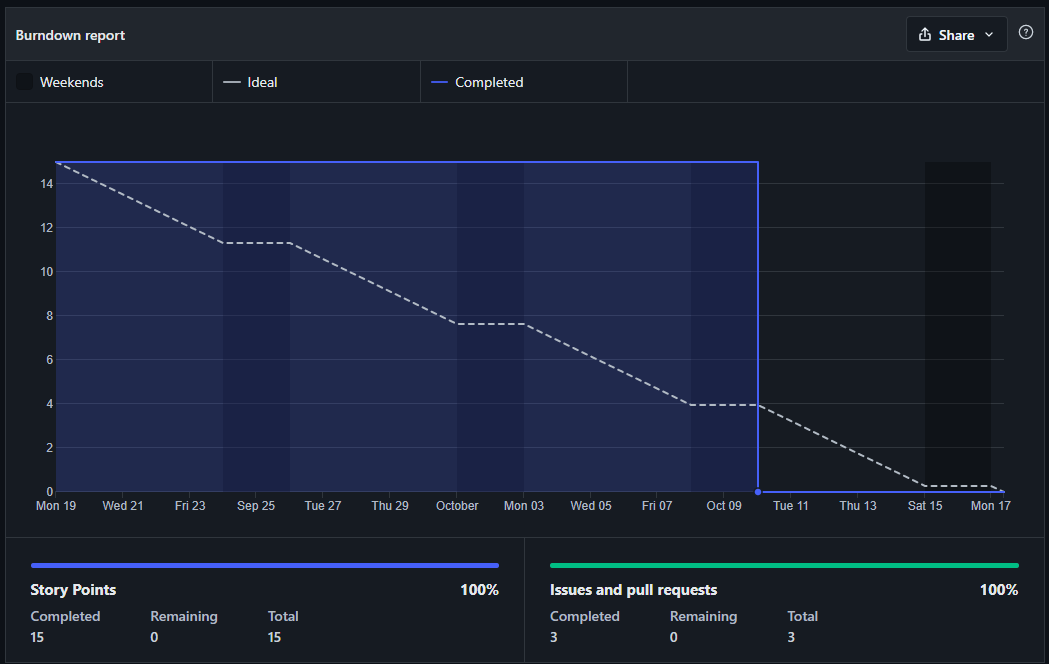 Burndown report
Share
Weekends
Ideal
Completed
14
12
10
8
6
4
2
0
Mon 19 Wed 21 Fri 23 Sep 25 Tue 27 Thu 29 October Mon 03 Wed 05 Fri 07 Oct 09 Tue 11 Thu 13 Sat 15 Mon 17
Story Points 100%
Completed Remaining Total
15 0 15
Issues and pull requests 100%
Completed Remaining Total
3 0 3